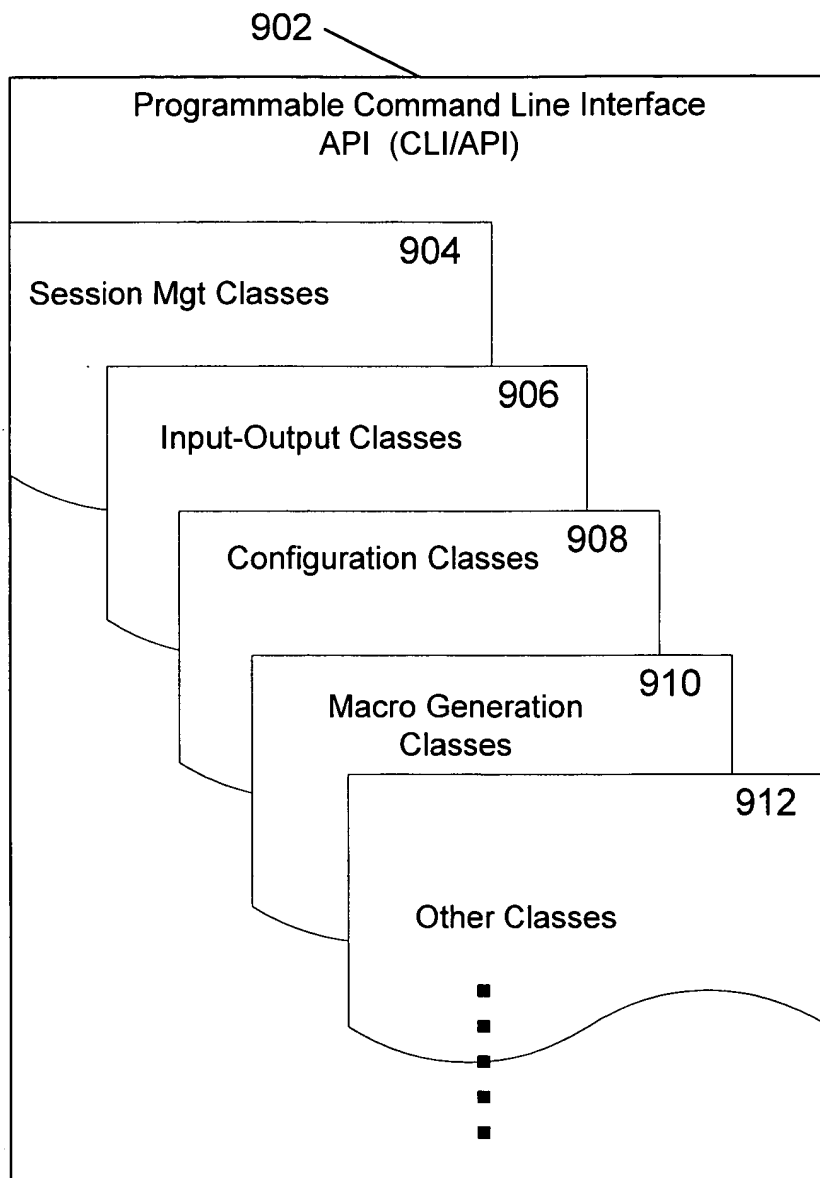 902
Programmable Command Line Interface
API (CLI/API)
904
Session Mgt Classes
906
Input-Output Classes
908
Configuration Classes
910
Macro Generation
Classes
912
Other Classes